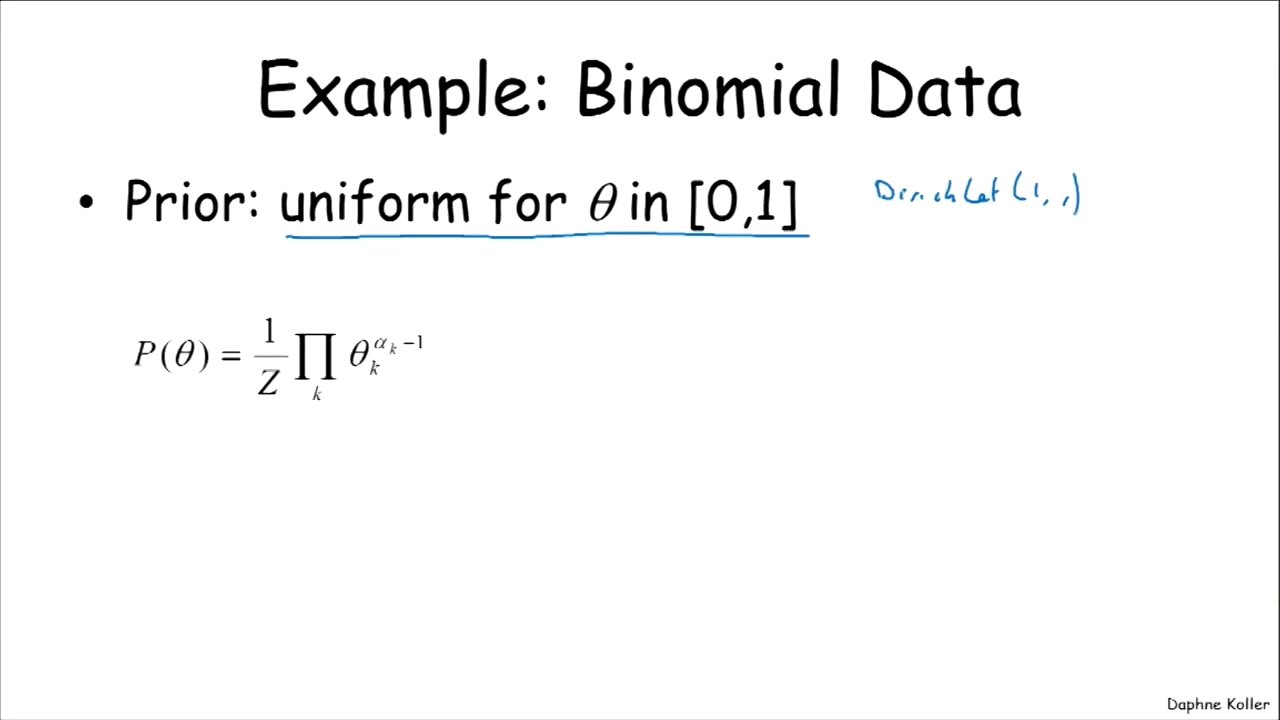 Example: Binomial Data
• Prior: uniform for θ in [0,1] Dirichlet (1,1)
P(θ) = 1/Z ∏_k θ_k^{α_k −1}
Daphne Koller